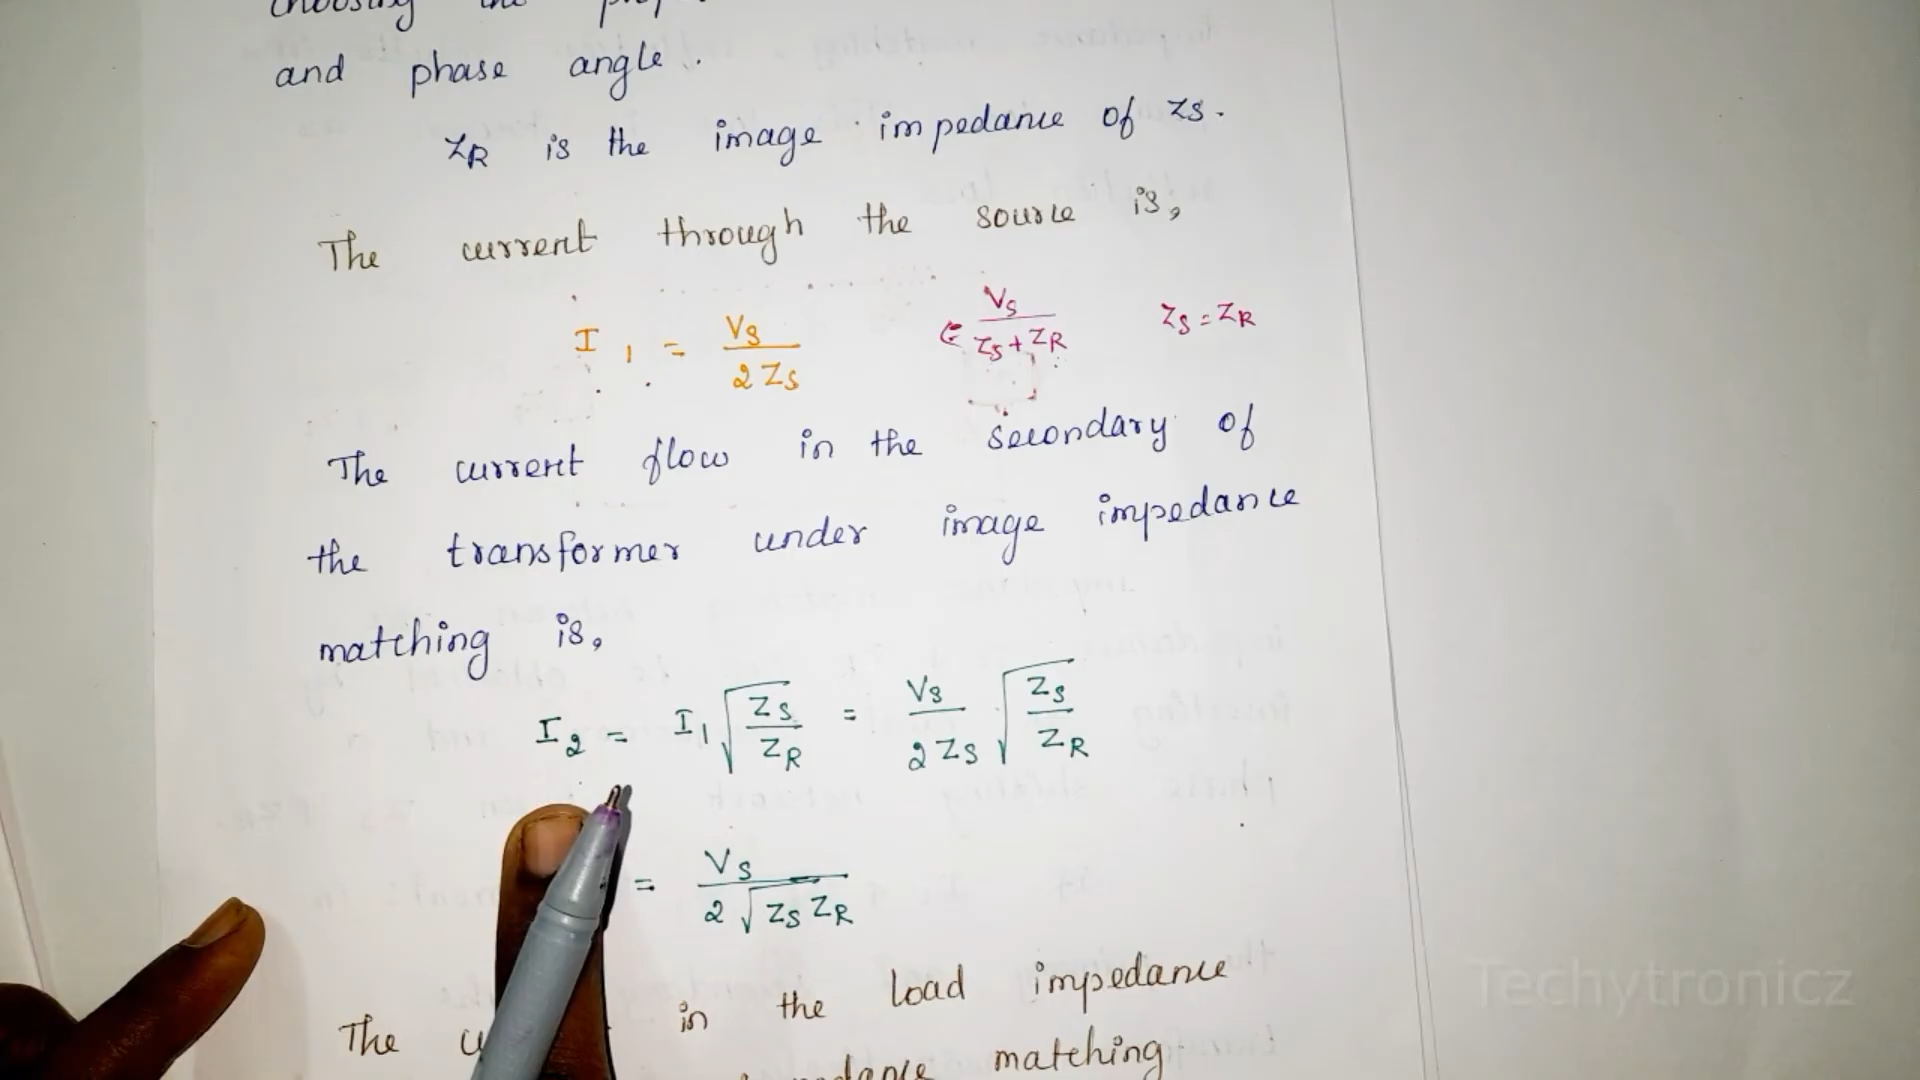 and phase angle.
ZR is the image impedance of ZS.
The current through the source is,
I1 = VS / 2ZS VS / ZS + ZR ZS = ZR
The current flow in the secondary of
the transformer under image impedance
matching is,
I2 = I1 √(ZS / ZR) = VS / 2ZS √(ZS / ZR)
= VS / 2√(ZS ZR)
The in the load impedance
matching
Techytronicz